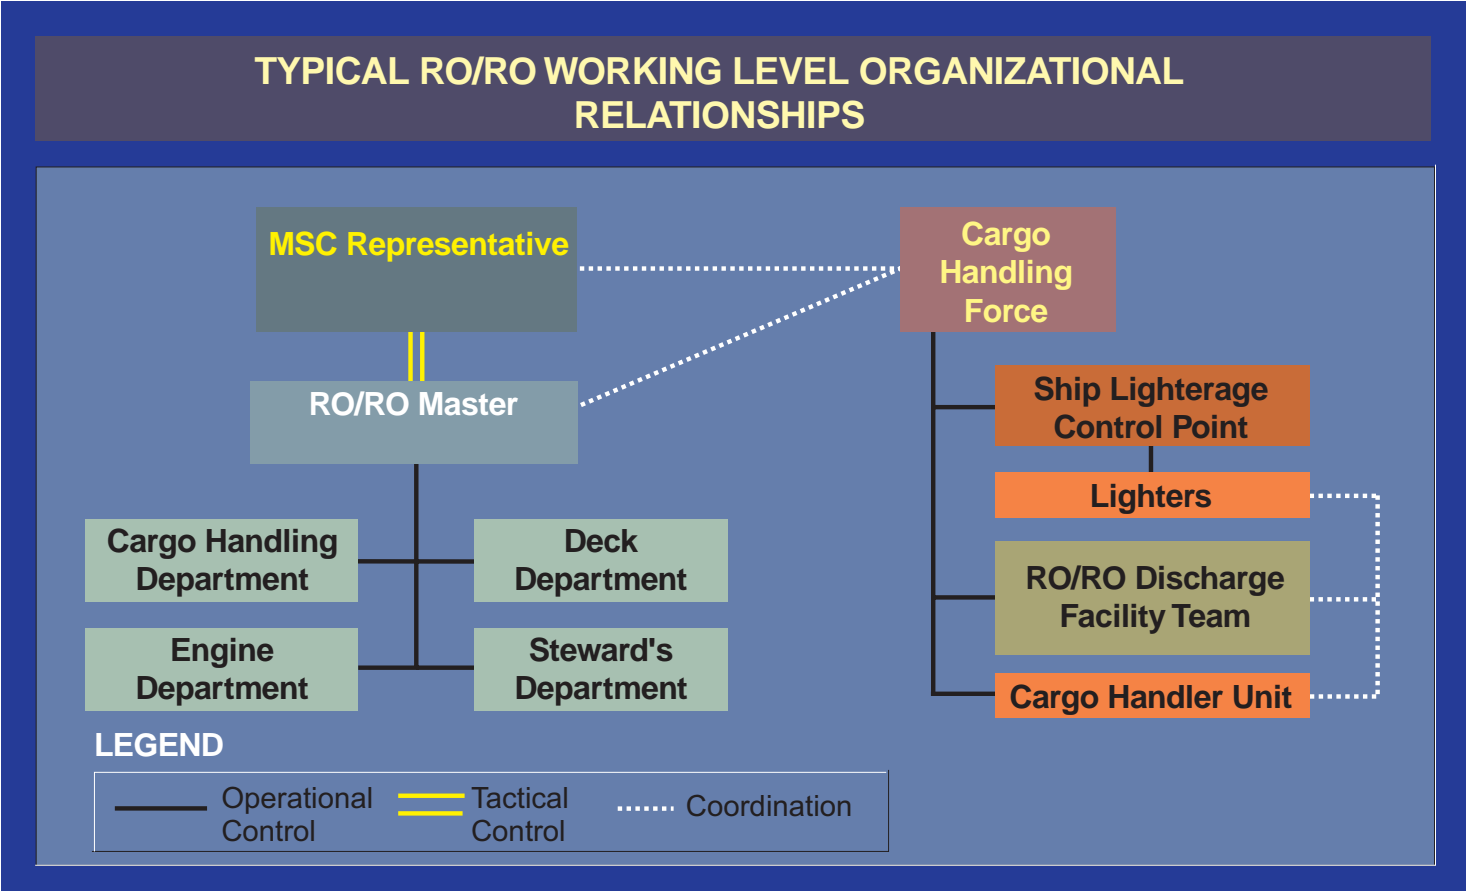 TYPICAL RO/RO WORKING LEVEL ORGANIZATIONAL
RELATIONSHIPS
MSC Representative
Cargo
Handling
Force
RO/RO Master
Ship Lighterage
Control Point
Lighters
Cargo Handling
Department
Deck
Department
RO/RO Discharge
Facility Team
Engine
Department
Steward's
Department
Cargo Handler Unit
LEGEND
Operational
Control
Tactical
Control
Coordination